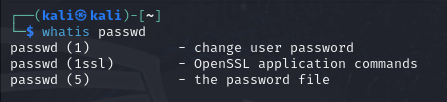 ┌──(kali㉿kali)-[~]
└─$ whatis passwd
passwd (1)           - change user password
passwd (1ssl)        - OpenSSL application commands
passwd (5)           - the password file